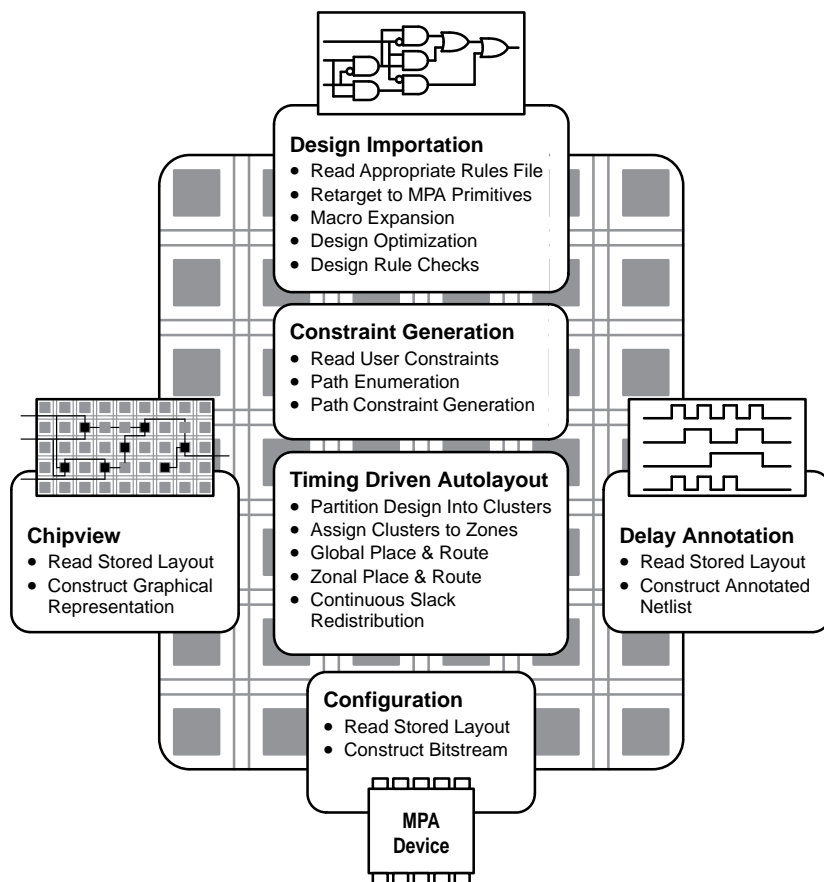 Design Importation
• Read Appropriate Rules File
• Retarget to MPA Primitives
• Macro Expansion
• Design Optimization
• Design Rule Checks
Constraint Generation
• Read User Constraints
• Path Enumeration
• Path Constraint Generation
Timing Driven Autolayout
• Partition Design Into Clusters
• Assign Clusters to Zones
• Global Place & Route
• Zonal Place & Route
• Continuous Slack
Redistribution
Chipview
• Read Stored Layout
• Construct Graphical
Representation
Delay Annotation
• Read Stored Layout
• Construct Annotated
Netlist
Configuration
• Read Stored Layout
• Construct Bitstream
MPA
Device